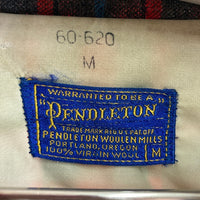 60-620
M
WARRANTED TO BE A
"PENDLETON"
TRADE MARK REG US PAT OFF.
PENDLETON WOOLEN MILLS
PORTLAND, OREGON
100% VIRGIN WOOL M